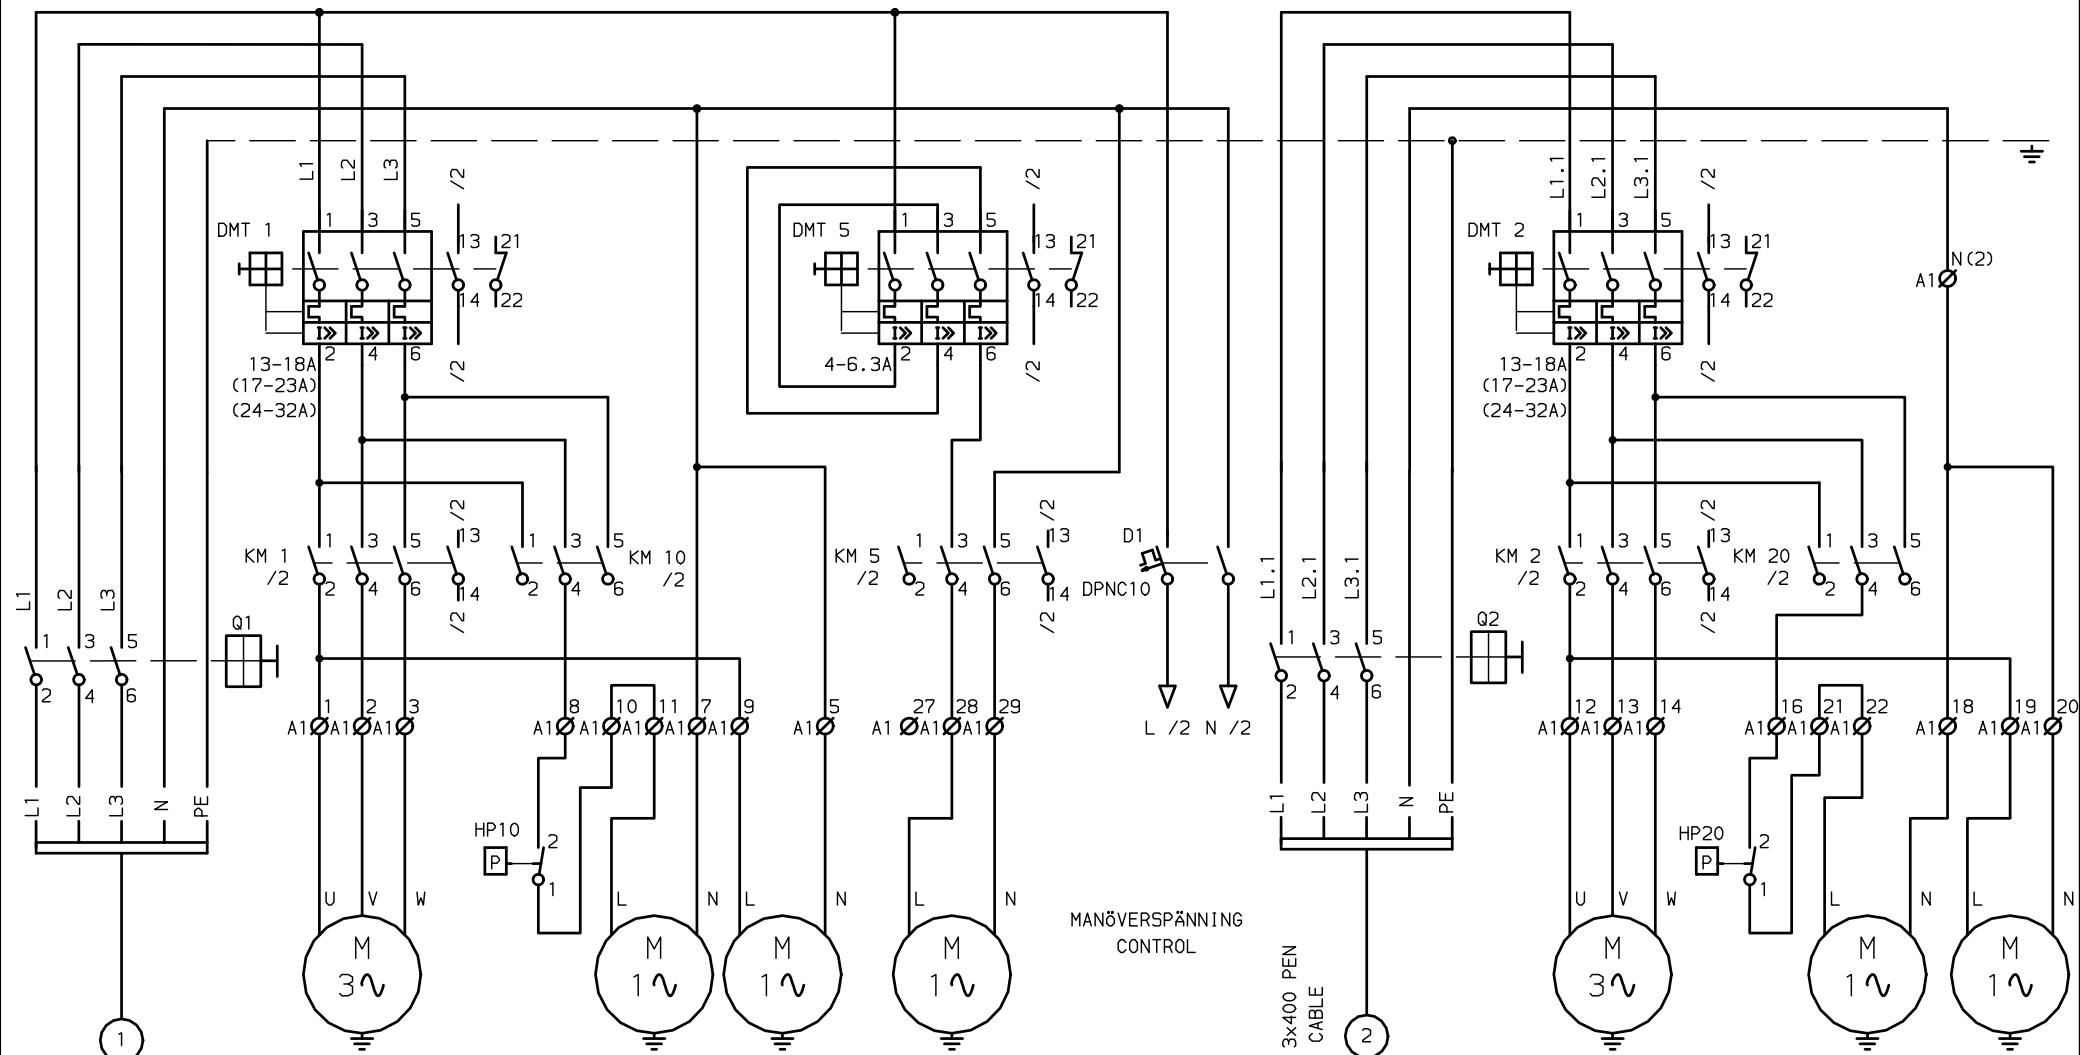 L1 L2 L3 /2 /2 L1.1 L2.1 L3.1 /2
DMT 1 1 3 5 13 21
DMT 5 1 3 5 13 21
DMT 2 1 3 5 13 21
A1 N(2)
I» I» I» 14 22
I» I» I» 14 22
I» I» I» 14 22
2 4 6 /2
2 4 6 /2
2 4 6 /2
13-18A
(17-23A)
(24-32A)
4-6.3A
13-18A
(17-23A)
(24-32A)
/2 /2 /2
KM 1 /2 1 3 5 13
2 4 6 14 /2
1 3 5 KM 10 /2
2 4 6
KM 5 /2 1 3 5 13
2 4 6 14 /2
D1
DPNC10
KM 2 /2 1 3 5 13
2 4 6 14 /2
KM 20 /2 1 3 5
2 4 6
L1 L2 L3
1 3 5 Q1
2 4 6
L1.1 L2.1 L3.1
1 3 5 Q2
2 4 6
1 2 3 8 10 11 7 9 5 27 28 29
A1 A1 A1 A1 A1 A1 A1 A1 A1 A1 A1 A1
L /2 N /2
12 13 14 16 21 22 18 19 20
A1 A1 A1 A1 A1 A1 A1 A1 A1
L1 L2 L3 N PE
L1 L2 L3 N PE
HP10 2
P 1
HP20 2
P 1
U V W L N L N L N
U V W L N L N
MANÖVERSPÄNNING
CONTROL
3x400 PEN
CABLE
M M M M
3 1 1 1
M M M
3 1 1
1 2